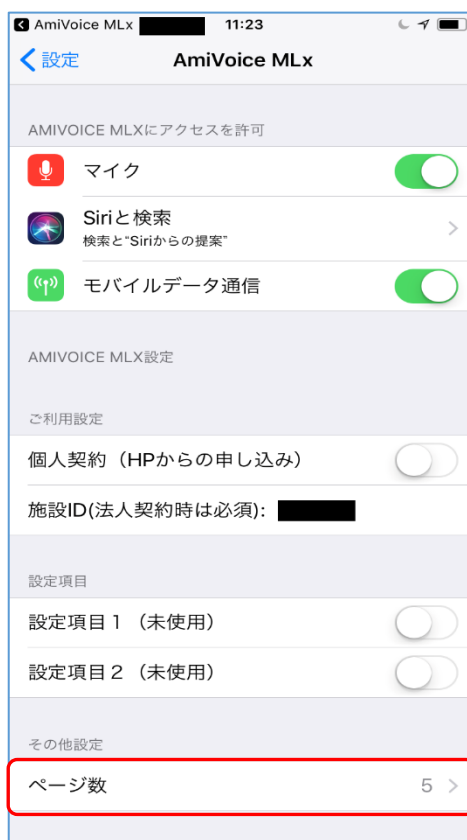 AmiVoice MLx 11:23
設定 AmiVoice MLx
AMIVOICE MLXにアクセスを許可
マイク
Siriと検索
検索と“Siriからの提案”
モバイルデータ通信
AMIVOICE MLX設定
ご利用設定
個人契約（HPからの申し込み）
施設ID(法人契約時は必須):
設定項目
設定項目１（未使用）
設定項目２（未使用）
その他設定
ページ数 5